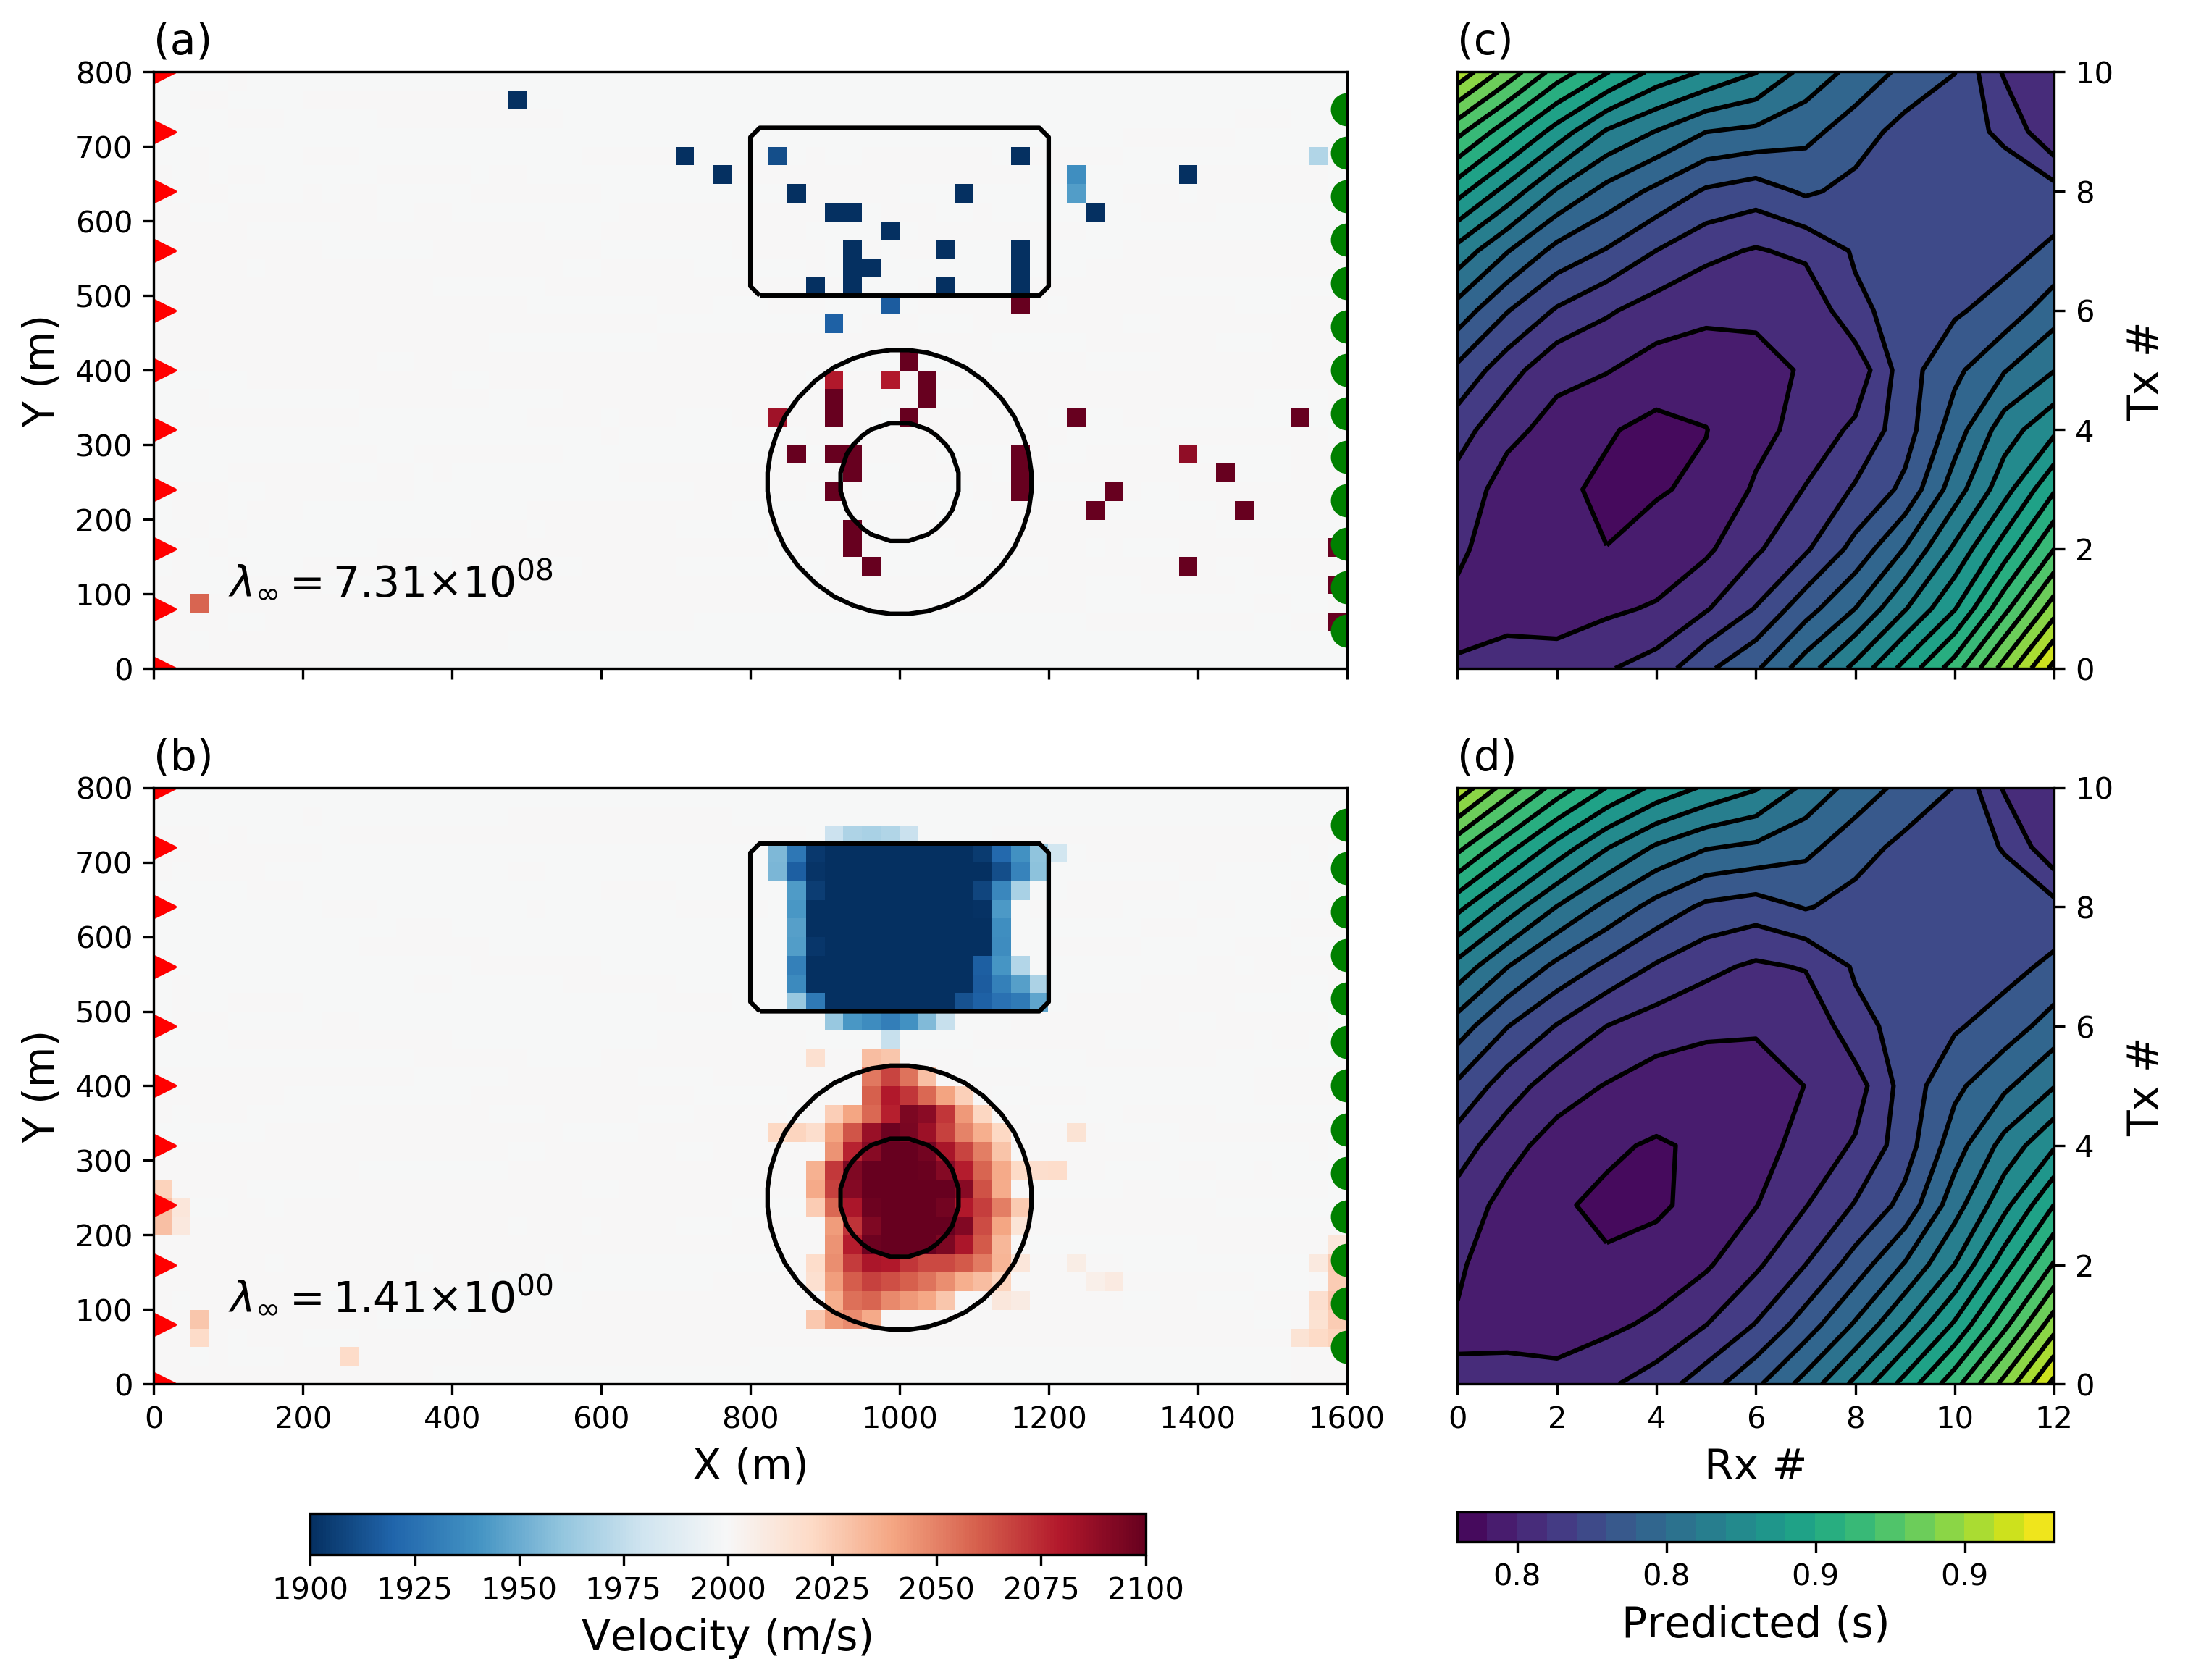 (a)
800
700
600
500
400
300
200
100
0
Y (m)
λ∞ = 7.31×10⁰⁸
(c)
10
8
6
4
2
0
Tx #
(b)
800
700
600
500
400
300
200
100
0
Y (m)
λ∞ = 1.41×10⁰⁰
0 200 400 600 800 1000 1200 1400 1600
X (m)
(d)
10
8
6
4
2
0
Tx #
0 2 4 6 8 10 12
Rx #
1900 1925 1950 1975 2000 2025 2050 2075 2100
Velocity (m/s)
0.8 0.8 0.9 0.9
Predicted (s)